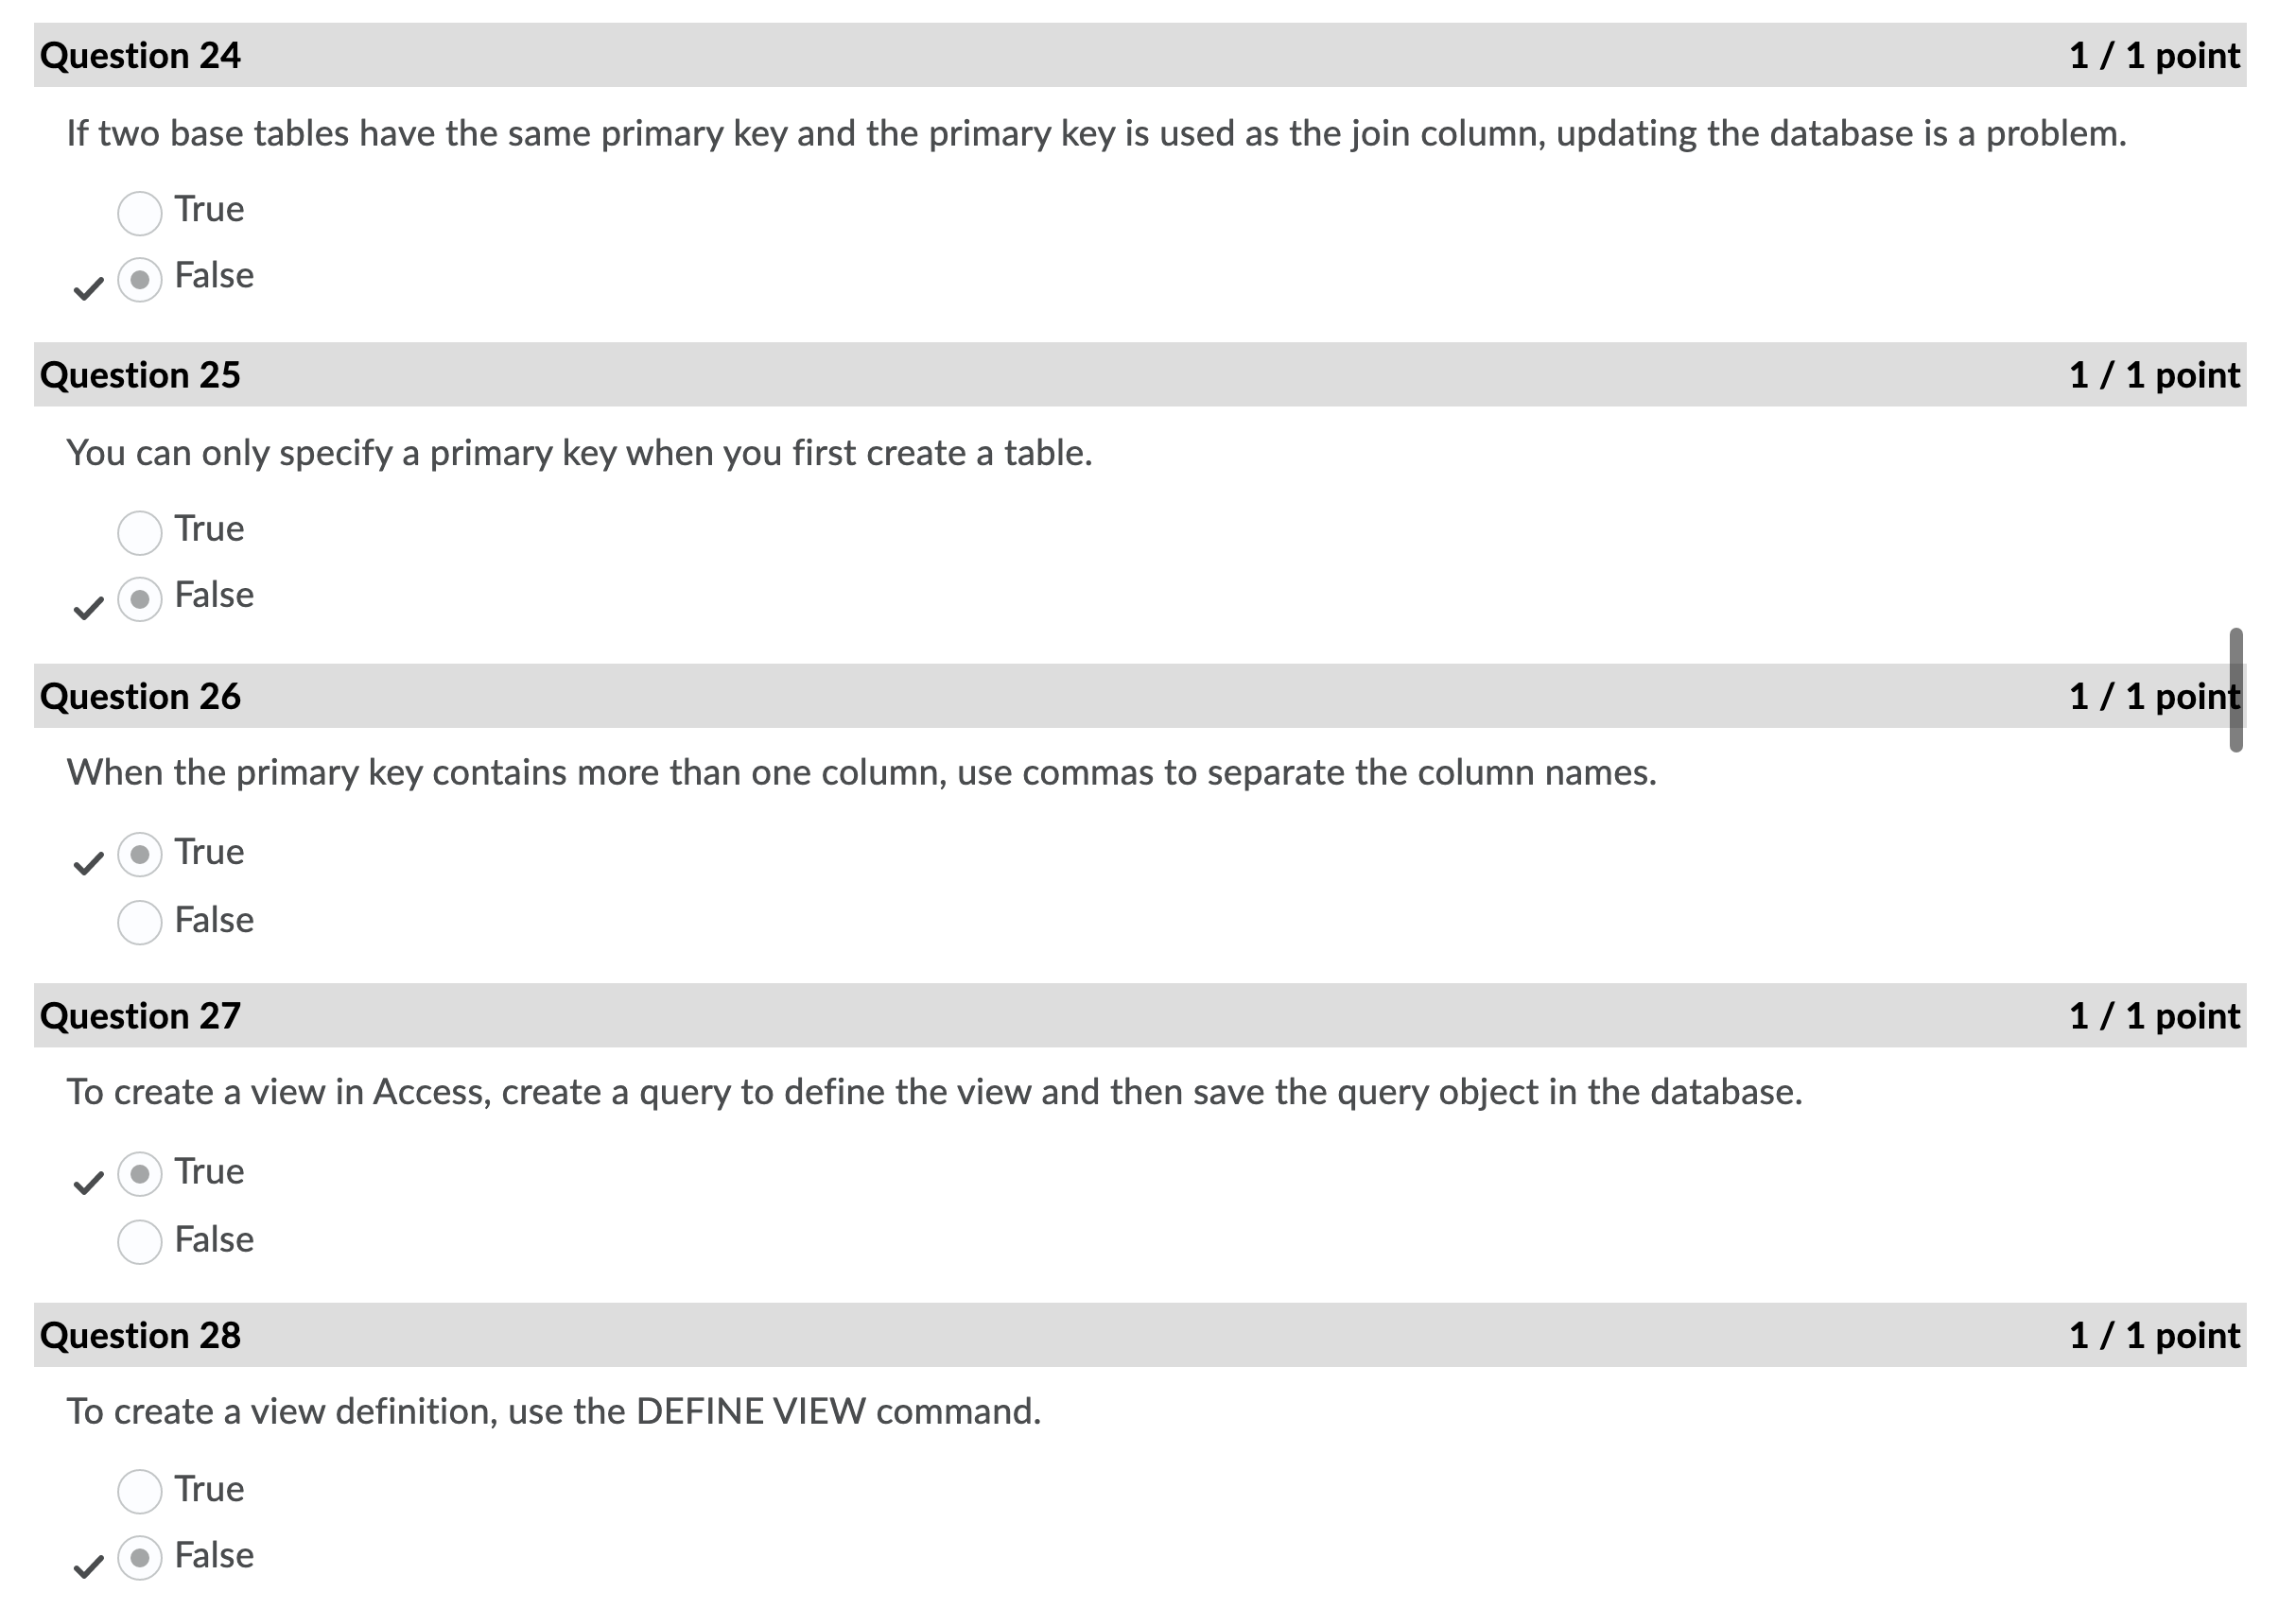 Question 24 1 / 1 point
If two base tables have the same primary key and the primary key is used as the join column, updating the database is a problem.
True
False
Question 25 1 / 1 point
You can only specify a primary key when you first create a table.
True
False
Question 26 1 / 1 point
When the primary key contains more than one column, use commas to separate the column names.
True
False
Question 27 1 / 1 point
To create a view in Access, create a query to define the view and then save the query object in the database.
True
False
Question 28 1 / 1 point
To create a view definition, use the DEFINE VIEW command.
True
False